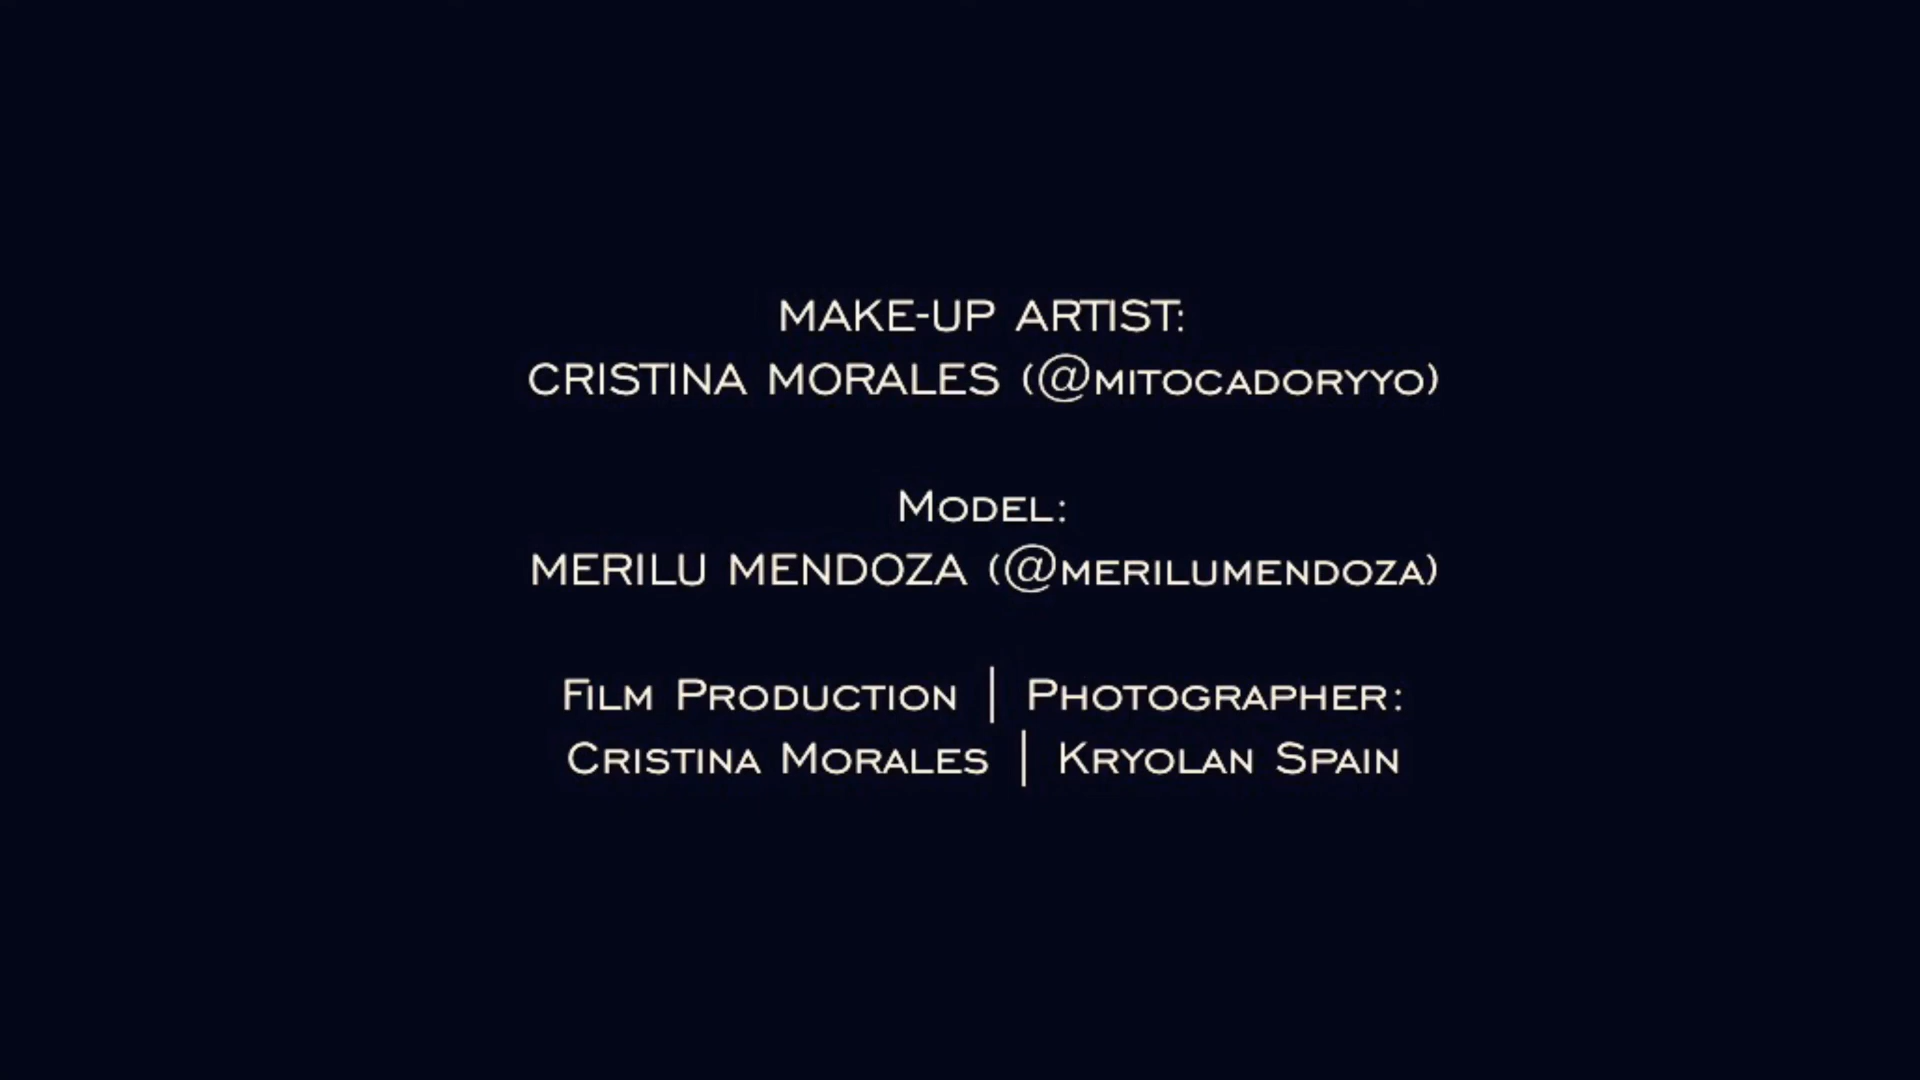 MAKE-UP ARTIST:
CRISTINA MORALES (@MITOCADORYYO)
MODEL:
MERILU MENDOZA (@MERILUMENDOZA)
FILM PRODUCTION | PHOTOGRAPHER:
CRISTINA MORALES | KRYOLAN SPAIN